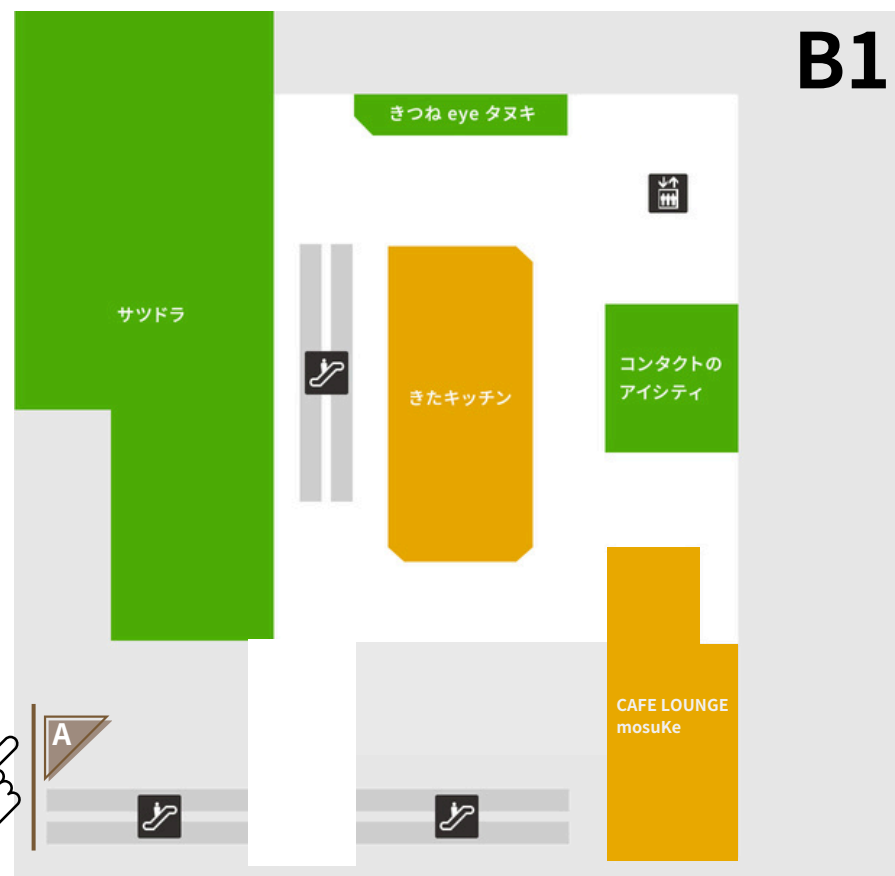 B1
きつね eye タヌキ
サツドラ
コンタクトの
アイシティ
きたキッチン
CAFE LOUNGE
mosuKe
A